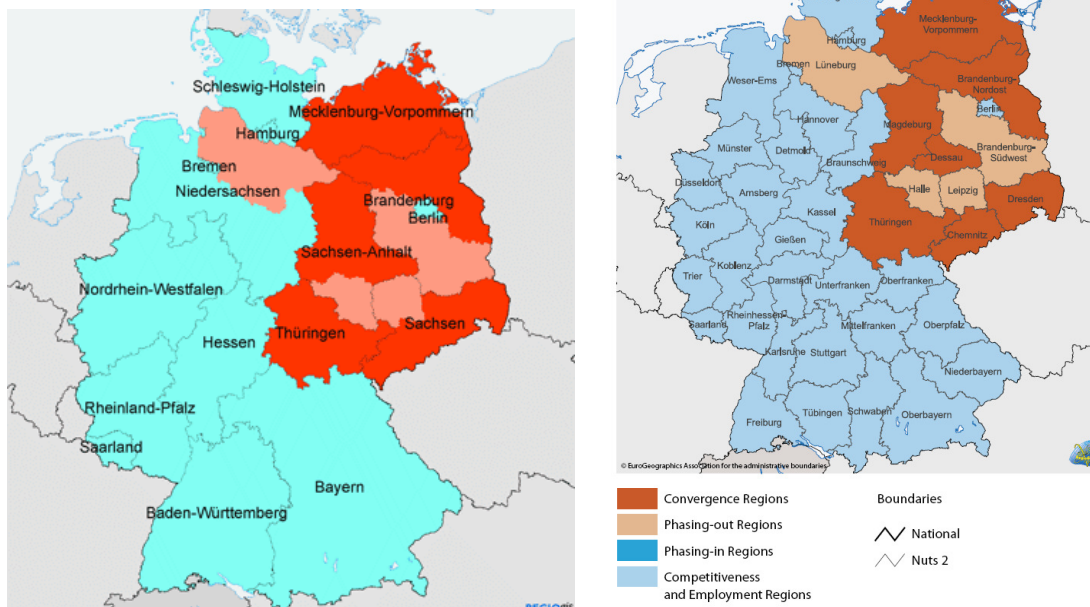 Schleswig-Holstein
Mecklenburg-Vorpommern
Hamburg
Bremen
Niedersachsen
Brandenburg
Berlin
Sachsen-Anhalt
Nordrhein-Westfalen
Sachsen
Thüringen
Hessen
Rheinland-Pfalz
Saarland
Bayern
Baden-Württemberg
Mecklenburg-
Vorpommern
Hamburg
Bremen
Lüneburg
Weser-Ems
Brandenburg-
Nordost
Berlin
Hannover
Magdeburg
Münster
Detmold
Braunschweig
Brandenburg-
Südwest
Dessau
Düsseldorf
Arnsberg
Halle
Leipzig
Dresden
Kassel
Köln
Thüringen
Chemnitz
Gießen
Koblenz
Trier
Darmstadt
Unterfranken
Oberfranken
Saarland
Rheinhessen-
Pfalz
Mittelfranken
Oberpfalz
Karlsruhe
Stuttgart
Niederbayern
Tübingen
Schwaben
Oberbayern
Freiburg
© EuroGeographics Association for the administrative boundaries
Convergence Regions
Phasing-out Regions
Phasing-in Regions
Competitiveness
and Employment Regions
Boundaries
National
Nuts 2